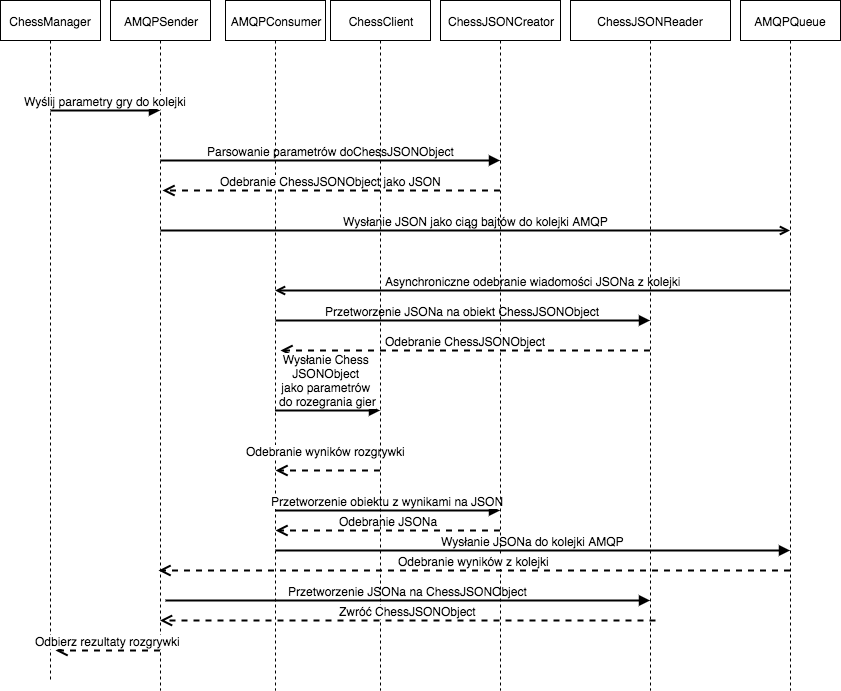 ChessManager
AMQPSender
AMQPConsumer
ChessClient
ChessJSONCreator
ChessJSONReader
AMQPQueue
Wyślij parametry gry do kolejki
Parsowanie parametrów doChessJSONObject
Odebranie ChessJSONObject jako JSON
Wysłanie JSON jako ciąg bajtów do kolejki AMQP
Asynchroniczne odebranie wiadomości JSONa z kolejki
Przetworzenie JSONa na obiekt ChessJSONObject
Odebranie ChessJSONObject
Wysłanie Chess
JSONObject
jako parametrów
do rozegrania gier
Odebranie wyników rozgrywki
Przetworzenie obiektu z wynikami na JSON
Odebranie JSONa
Wysłanie JSONa do kolejki AMQP
Odebranie wyników z kolejki
Przetworzenie JSONa na ChessJSONObject
Zwróć ChessJSONObject
Odbierz rezultaty rozgrywki